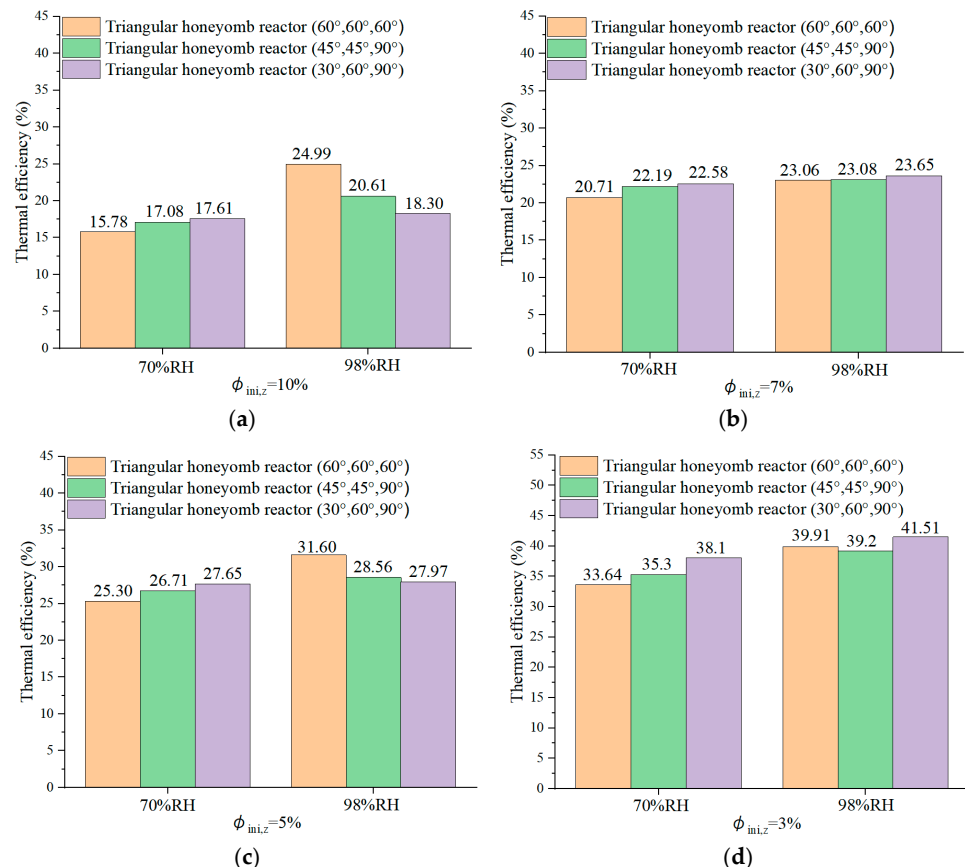 45
40
35
30
25
20
15
10
5
0
Thermal efficiency (%)
Triangular honeyomb reactor (60°,60°,60°)
Triangular honeyomb reactor (45°,45°,90°)
Triangular honeyomb reactor (30°,60°,90°)
15.78 17.08 17.61 24.99 20.61 18.30
70%RH 98%RH
ϕini,z=10%
(a)
45
40
35
30
25
20
15
10
5
0
Thermal efficiency (%)
Triangular honeyomb reactor (60°,60°,60°)
Triangular honeyomb reactor (45°,45°,90°)
Triangular honeyomb reactor (30°,60°,90°)
20.71 22.19 22.58 23.06 23.08 23.65
70%RH 98%RH
ϕini,z=7%
(b)
45
40
35
30
25
20
15
10
5
0
Thermal efficiency (%)
Triangular honeyomb reactor (60°,60°,60°)
Triangular honeyomb reactor (45°,45°,90°)
Triangular honeyomb reactor (30°,60°,90°)
25.30 26.71 27.65 31.60 28.56 27.97
70%RH 98%RH
ϕini,z=5%
(c)
55
50
45
40
35
30
25
20
15
10
5
0
Thermal efficiency (%)
Triangular honeyomb reactor (60°,60°,60°)
Triangular honeyomb reactor (45°,45°,90°)
Triangular honeyomb reactor (30°,60°,90°)
33.64 35.3 38.1 39.91 39.2 41.51
70%RH 98%RH
ϕini,z=3%
(d)